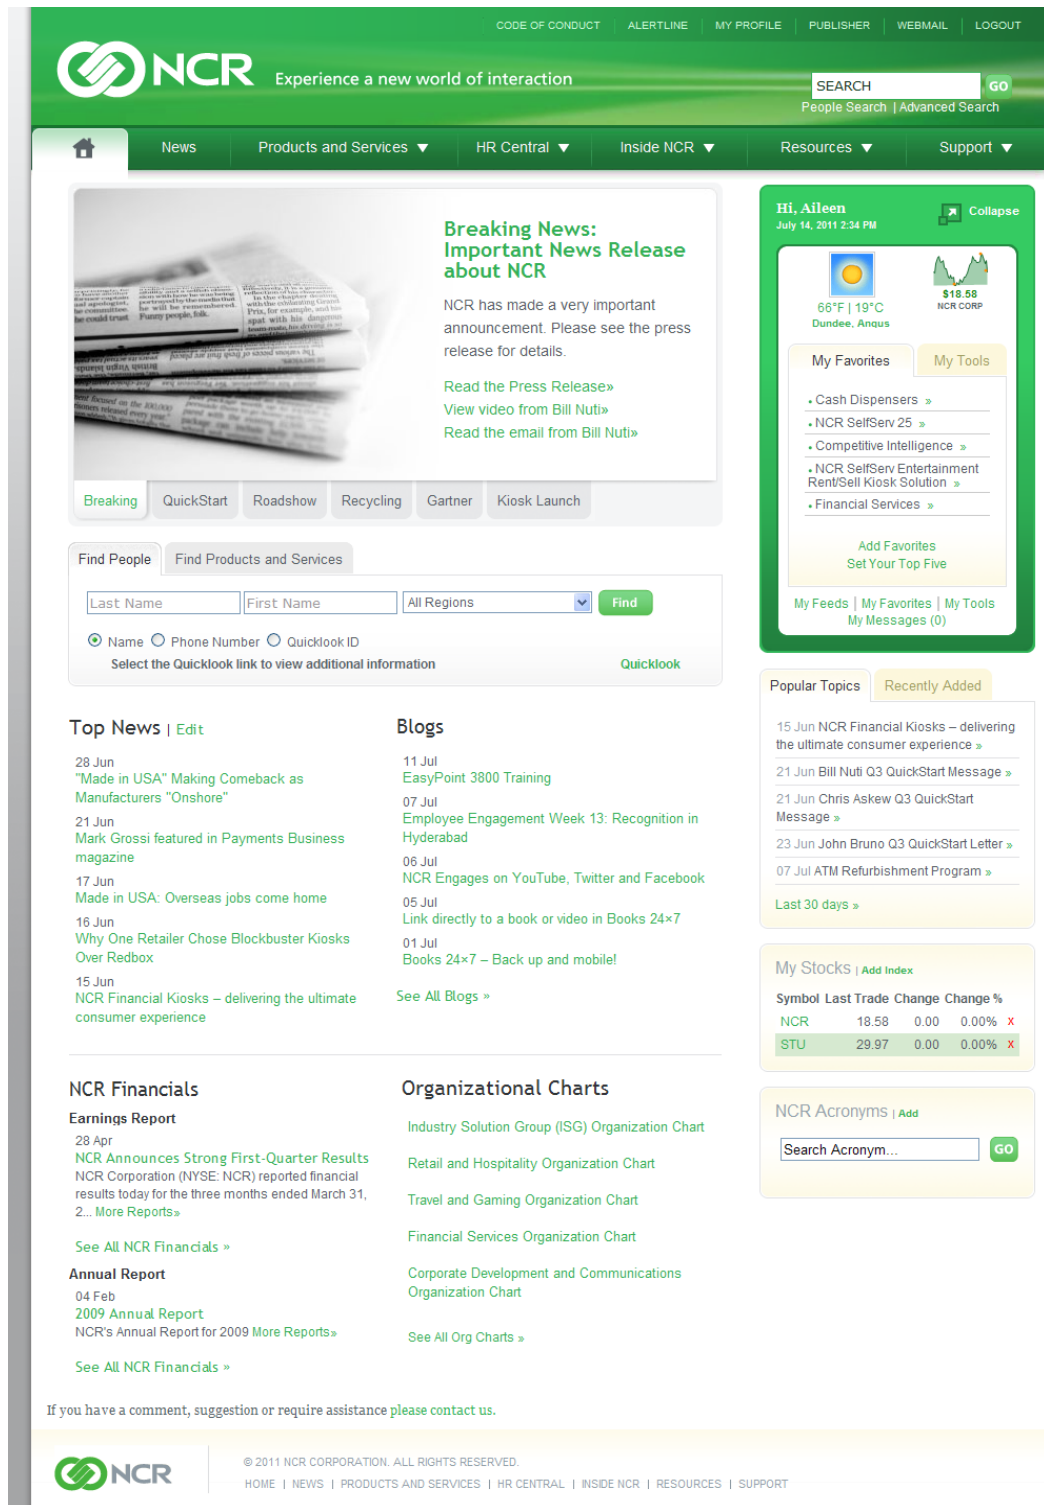 CODE OF CONDUCT | ALERTLINE | MY PROFILE | PUBLISHER | WEBMAIL | LOGOUT
NCR Experience a new world of interaction
SEARCH GO
People Search | Advanced Search
News Products and Services ▼ HR Central ▼ Inside NCR ▼ Resources ▼ Support ▼
Breaking News:
Important News Release
about NCR
NCR has made a very important
announcement. Please see the press
release for details.
Read the Press Release»
View video from Bill Nuti»
Read the email from Bill Nuti»
Breaking QuickStart Roadshow Recycling Gartner Kiosk Launch
Find People Find Products and Services
Last Name First Name All Regions Find
Name Phone Number Quicklook ID
Select the Quicklook link to view additional information Quicklook
Top News | Edit
28 Jun
"Made in USA" Making Comeback as
Manufacturers "Onshore"
21 Jun
Mark Grossi featured in Payments Business
magazine
17 Jun
Made in USA: Overseas jobs come home
16 Jun
Why One Retailer Chose Blockbuster Kiosks
Over Redbox
15 Jun
NCR Financial Kiosks – delivering the ultimate
consumer experience
Blogs
11 Jul
EasyPoint 3800 Training
07 Jul
Employee Engagement Week 13: Recognition in
Hyderabad
06 Jul
NCR Engages on YouTube, Twitter and Facebook
05 Jul
Link directly to a book or video in Books 24×7
01 Jul
Books 24×7 – Back up and mobile!
See All Blogs »
NCR Financials
Earnings Report
28 Apr
NCR Announces Strong First-Quarter Results
NCR Corporation (NYSE: NCR) reported financial
results today for the three months ended March 31,
2... More Reports»
See All NCR Financials »
Annual Report
04 Feb
2009 Annual Report
NCR's Annual Report for 2009 More Reports»
See All NCR Financials »
Organizational Charts
Industry Solution Group (ISG) Organization Chart
Retail and Hospitality Organization Chart
Travel and Gaming Organization Chart
Financial Services Organization Chart
Corporate Development and Communications
Organization Chart
See All Org Charts »
Hi, Aileen
July 14, 2011 2:34 PM
Collapse
66°F | 19°C
Dundee, Angus
$18.58
NCR CORP
My Favorites My Tools
• Cash Dispensers »
• NCR SelfServ 25 »
• Competitive Intelligence »
• NCR SelfServ Entertainment
Rent/Sell Kiosk Solution »
• Financial Services »
Add Favorites
Set Your Top Five
My Feeds | My Favorites | My Tools
My Messages (0)
Popular Topics Recently Added
15 Jun NCR Financial Kiosks – delivering
the ultimate consumer experience »
21 Jun Bill Nuti Q3 QuickStart Message »
21 Jun Chris Askew Q3 QuickStart
Message »
23 Jun John Bruno Q3 QuickStart Letter »
07 Jul ATM Refurbishment Program »
Last 30 days »
My Stocks | Add Index
Symbol Last Trade Change Change %
NCR 18.58 0.00 0.00% X
STU 29.97 0.00 0.00% X
NCR Acronyms | Add
Search Acronym... GO
If you have a comment, suggestion or require assistance please contact us.
NCR
© 2011 NCR CORPORATION. ALL RIGHTS RESERVED.
HOME | NEWS | PRODUCTS AND SERVICES | HR CENTRAL | INSIDE NCR | RESOURCES | SUPPORT